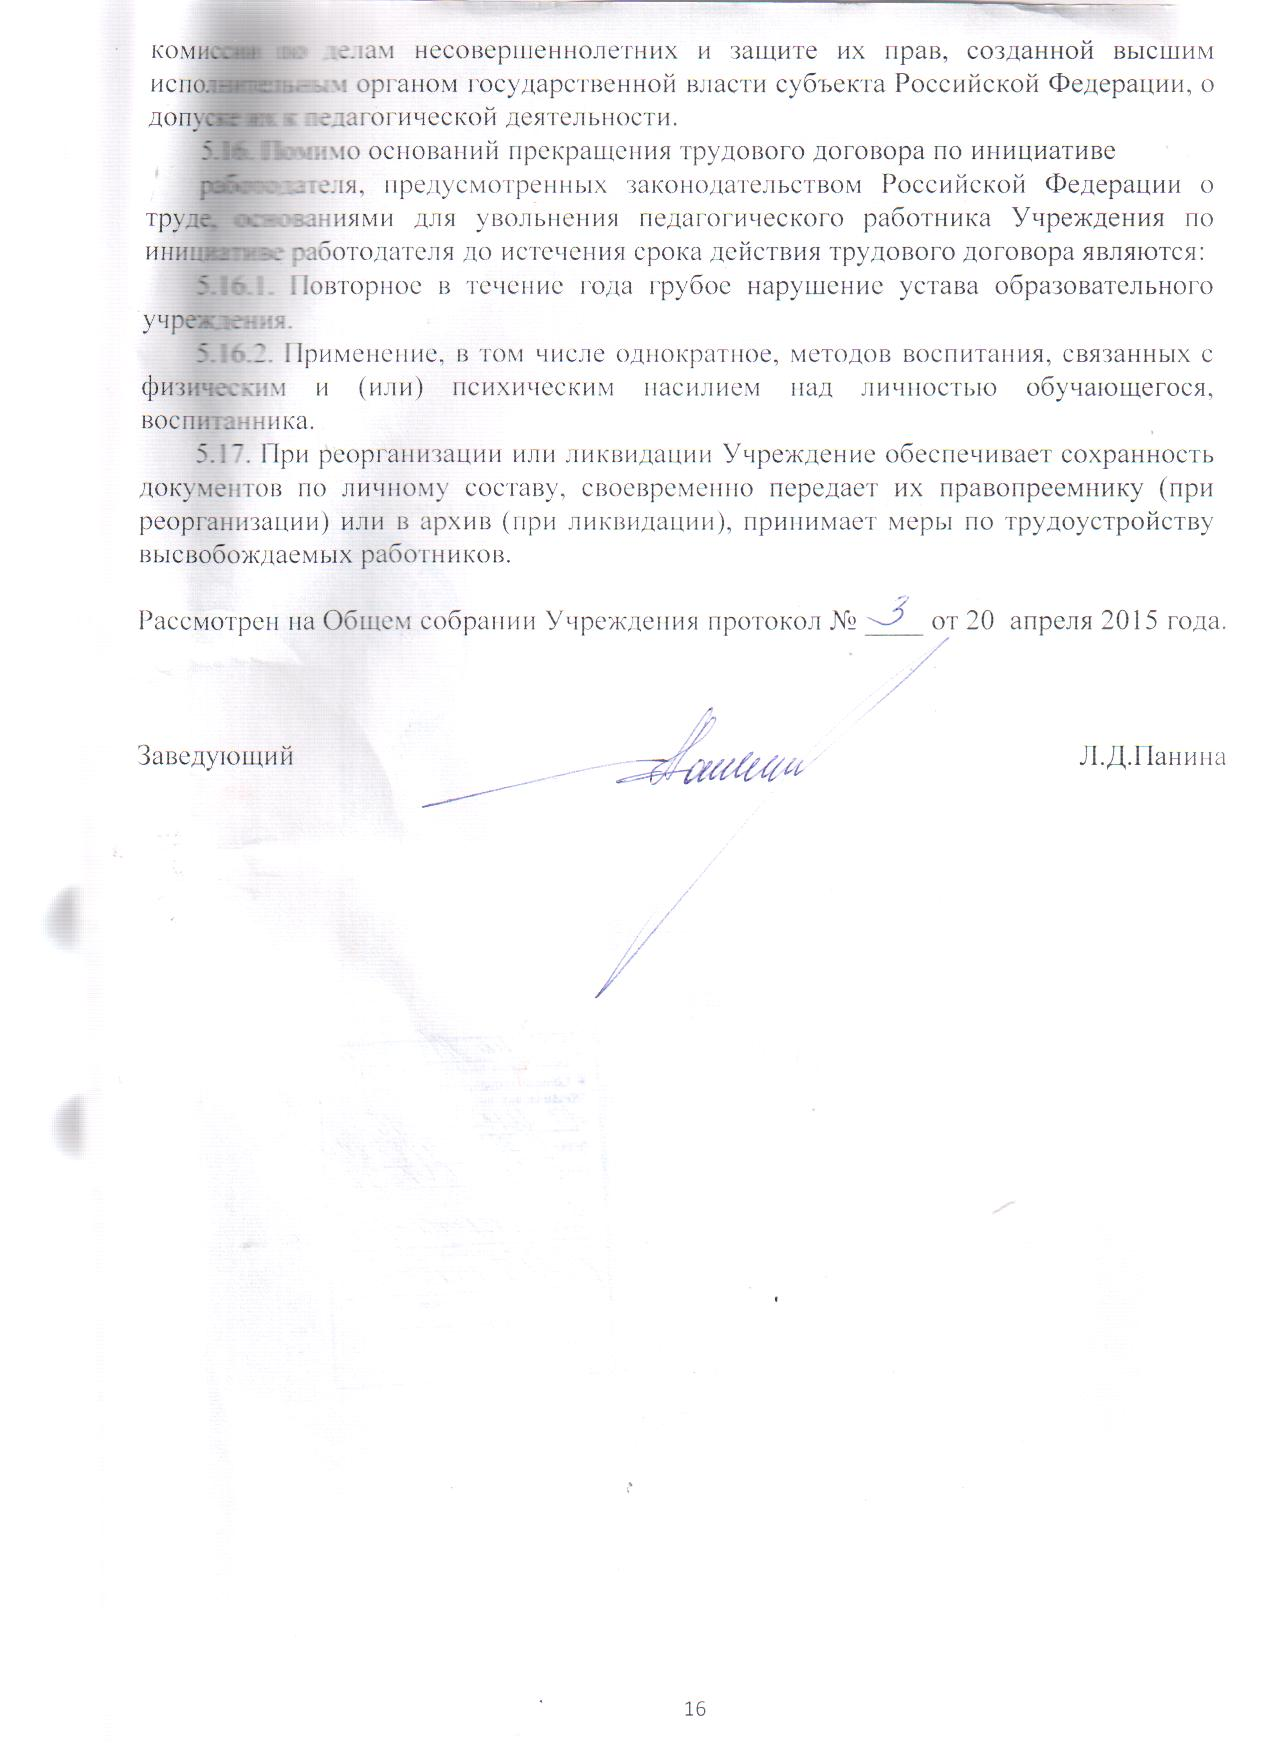 комиссии по делам несовершеннолетних и защите их прав, созданной высшим
исполнительным органом государственной власти субъекта Российской Федерации, о
допуске их к педагогической деятельности.
5.16. Помимо оснований прекращения трудового договора по инициативе
работодателя, предусмотренных законодательством Российской Федерации о
труде, основаниями для увольнения педагогического работника Учреждения по
инициативе работодателя до истечения срока действия трудового договора являются:
5.16.1. Повторное в течение года грубое нарушение устава образовательного
учреждения.
5.16.2. Применение, в том числе однократное, методов воспитания, связанных с
физическим и (или) психическим насилием над личностью обучающегося,
воспитанника.
5.17. При реорганизации или ликвидации Учреждение обеспечивает сохранность
документов по личному составу, своевременно передает их правопреемнику (при
реорганизации) или в архив (при ликвидации), принимает меры по трудоустройству
высвобождаемых работников.
Рассмотрен на Общем собрании Учреждения протокол № 3 от 20 апреля 2015 года.
Заведующий Л.Д.Панина
16